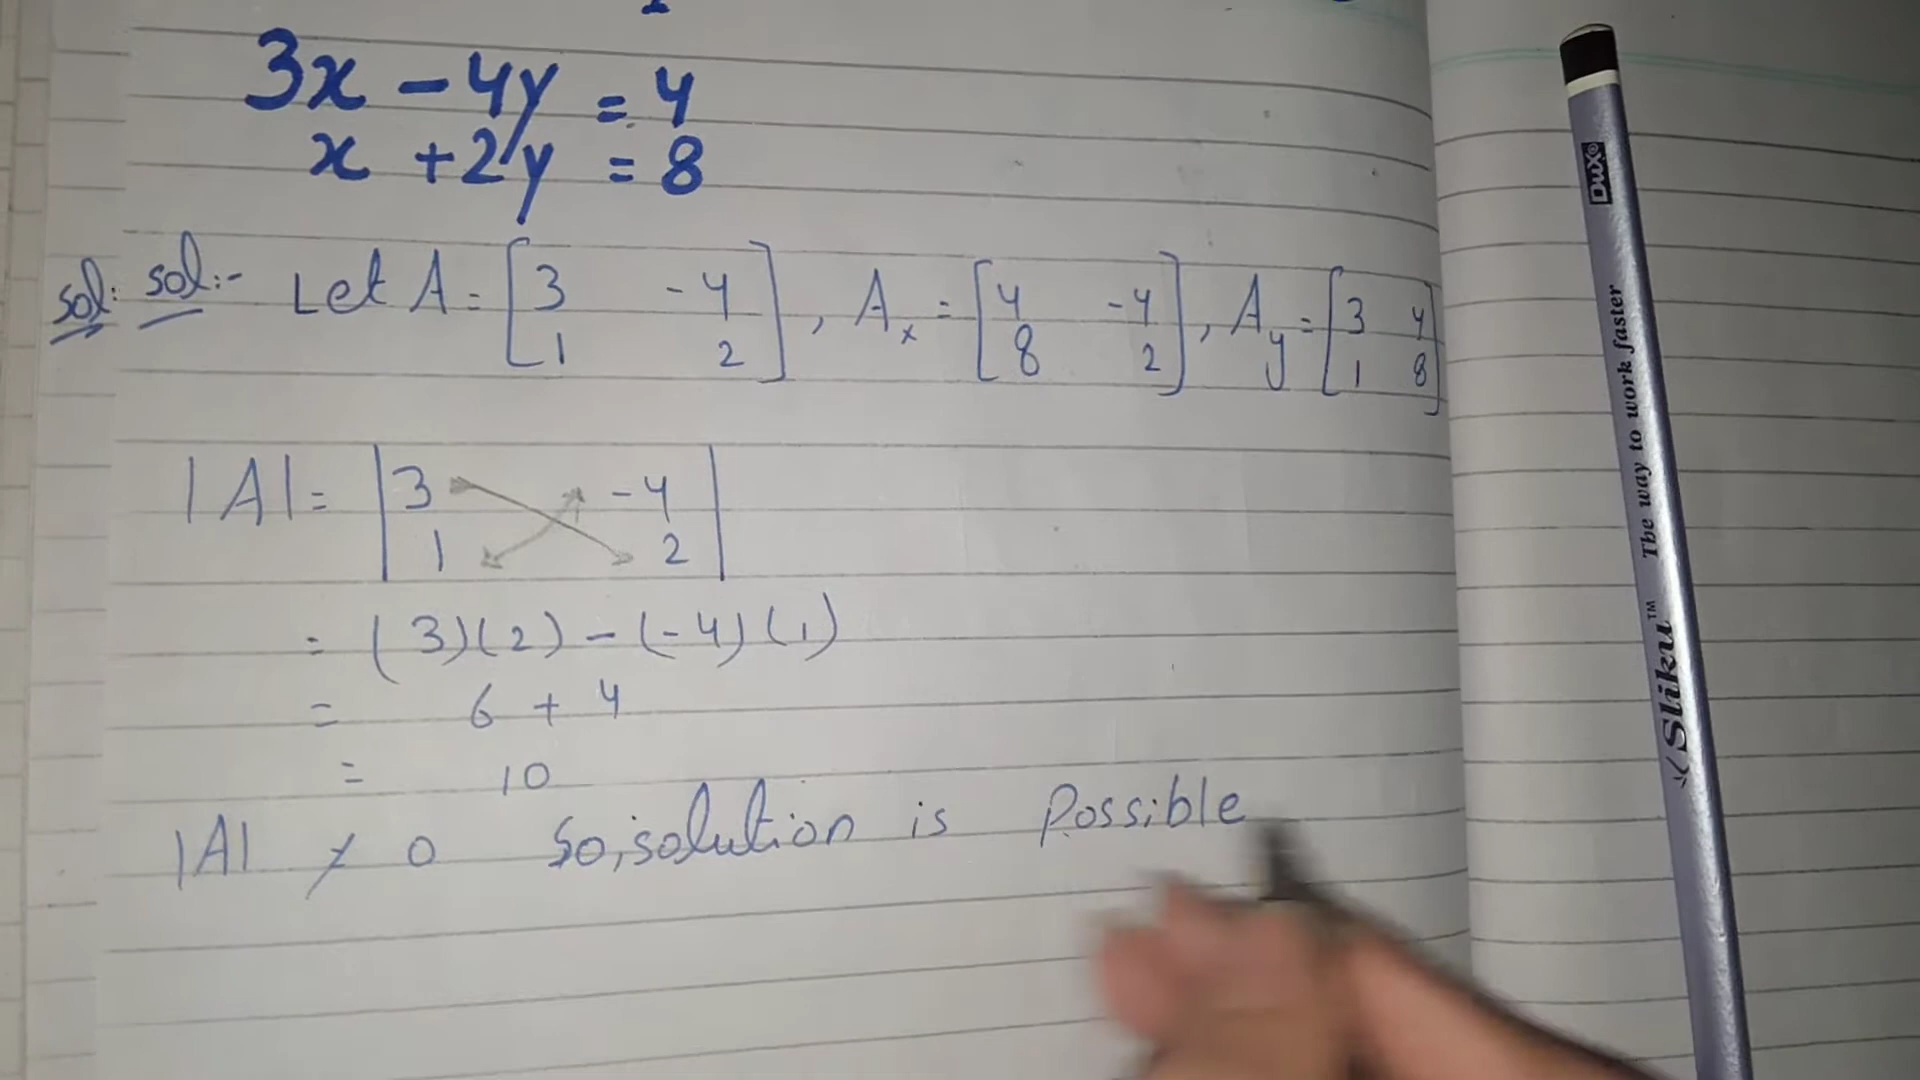 3x - 4y = 4
x + 2y = 8
sol: sol:- Let A = [3 -4 1 2], Ax = [4 -4 8 2], Ay = [3 4 1 8]
|A| = |3 -4 1 2|
= (3)(2) - (-4)(1)
= 6 + 4
= 10
|A| ≠ 0 So, solution is Possible
DUX®
Sliku™ The way to work faster